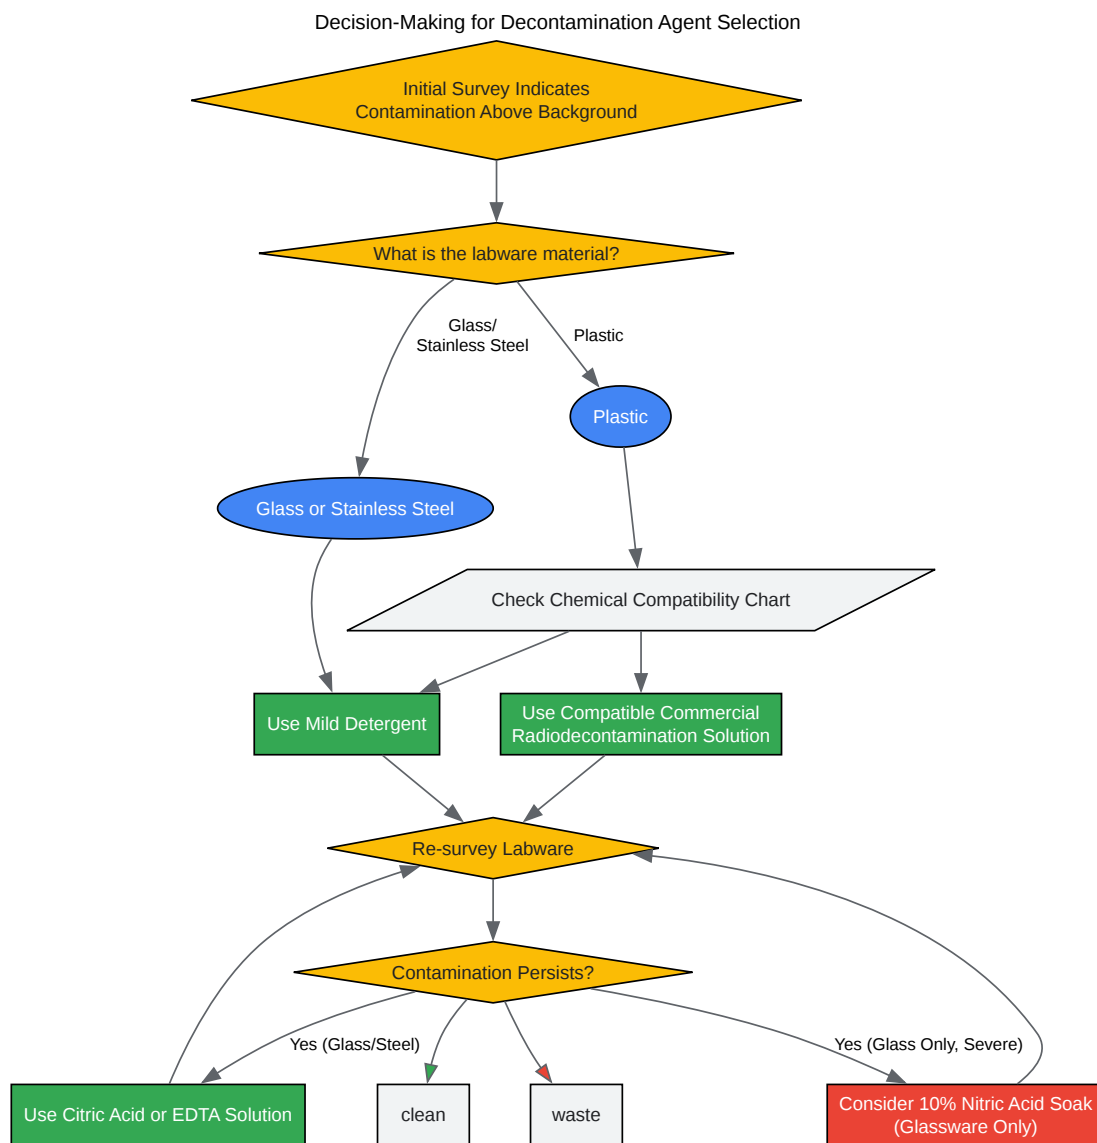 Decision-Making for Decontamination Agent Selection
Initial Survey Indicates
Contamination Above Background
What is the labware material?
Glass/
Stainless Steel
Plastic
Plastic
Glass or Stainless Steel
Check Chemical Compatibility Chart
Use Mild Detergent
Use Compatible Commercial
Radiodecontamination Solution
Re-survey Labware
Contamination Persists?
Yes (Glass/Steel)
Yes (Glass Only, Severe)
Use Citric Acid or EDTA Solution
clean
waste
Consider 10% Nitric Acid Soak
(Glassware Only)